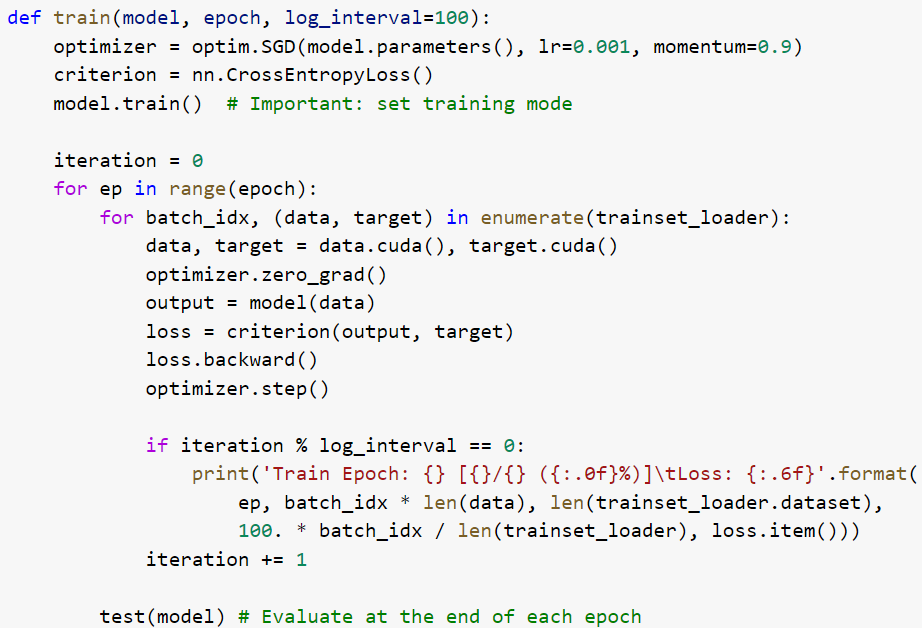 def train(model, epoch, log_interval=100):
    optimizer = optim.SGD(model.parameters(), lr=0.001, momentum=0.9)
    criterion = nn.CrossEntropyLoss()
    model.train()  # Important: set training mode

    iteration = 0
    for ep in range(epoch):
        for batch_idx, (data, target) in enumerate(trainset_loader):
            data, target = data.cuda(), target.cuda()
            optimizer.zero_grad()
            output = model(data)
            loss = criterion(output, target)
            loss.backward()
            optimizer.step()

            if iteration % log_interval == 0:
                print('Train Epoch: {} [{}/{} ({:.0f}%)]\tLoss: {:.6f}'.format(
                    ep, batch_idx * len(data), len(trainset_loader.dataset),
                    100. * batch_idx / len(trainset_loader), loss.item()))
            iteration += 1

        test(model) # Evaluate at the end of each epoch